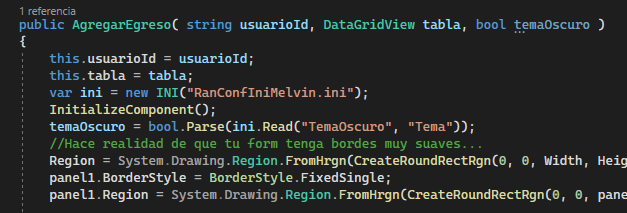 1 referencia
public AgregarEgreso( string usuarioId, DataGridView tabla, bool temaOscuro )
{
this.usuarioId = usuarioId;
this.tabla = tabla;
var ini = new INI("RanConfIniMelvin.ini");
InitializeComponent();
temaOscuro = bool.Parse(ini.Read("TemaOscuro", "Tema"));
//Hace realidad de que tu form tenga bordes muy suaves...
Region = System.Drawing.Region.FromHrgn(CreateRoundRectRgn(0, 0, Width, Heig
panel1.BorderStyle = BorderStyle.FixedSingle;
panel1.Region = System.Drawing.Region.FromHrgn(CreateRoundRectRgn(0, 0, pane